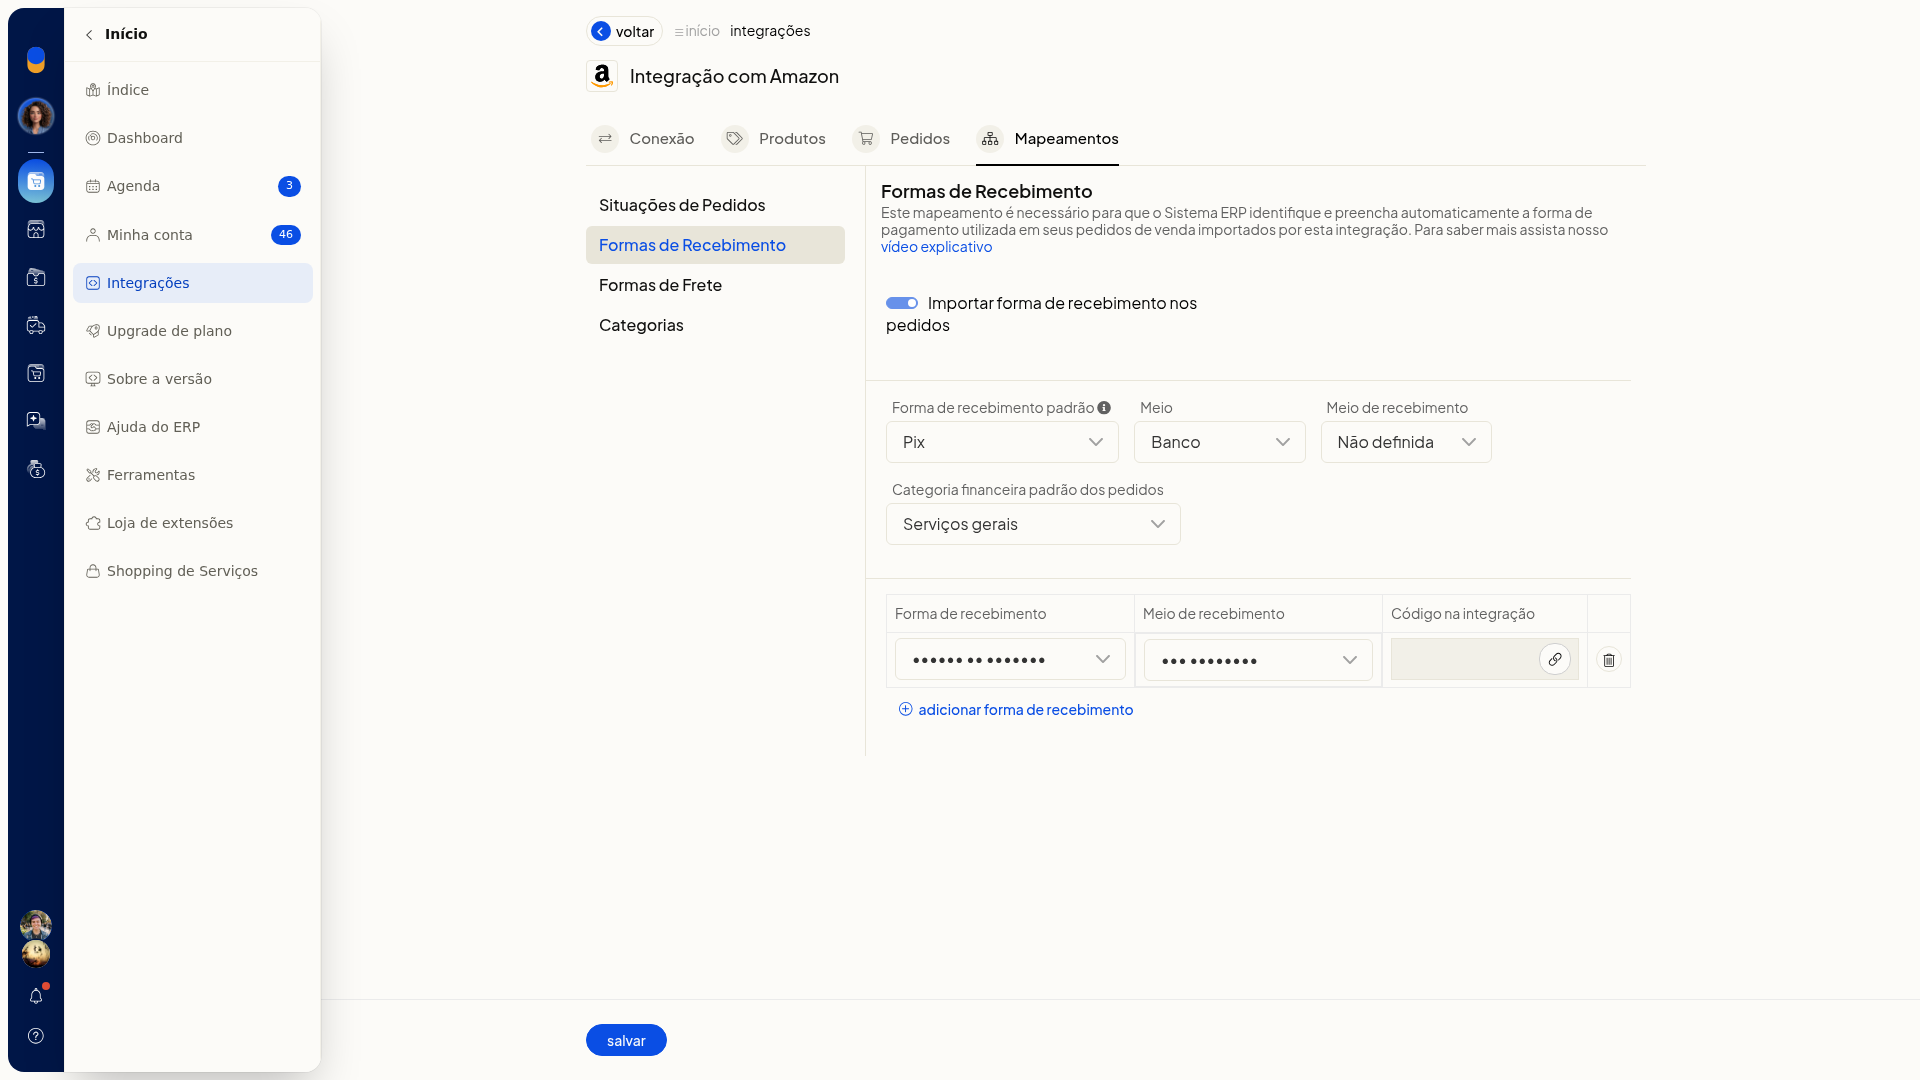 Início
Índice
Dashboard
Agenda
3
Minha conta
46
Integrações
Upgrade de plano
Sobre a versão
Ajuda do ERP
Ferramentas
Loja de extensões
Shopping de Serviços
voltar
início
integrações
Integração com Amazon
Conexão
Produtos
Pedidos
Mapeamentos
Situações de Pedidos
Formas de Recebimento
Formas de Frete
Categorias
Formas de Recebimento
Este mapeamento é necessário para que o Sistema ERP identifique e preencha automaticamente a forma de
pagamento utilizada em seus pedidos de venda importados por esta integração. Para saber mais assista nosso
vídeo explicativo
Importar forma de recebimento nos
pedidos
Forma de recebimento padrão
Meio
Meio de recebimento
Pix
Banco
Não definida
Categoria financeira padrão dos pedidos
Serviços gerais
Forma de recebimento
Meio de recebimento
Código na integração
•••••• •• •••••••
••• ••••••••
adicionar forma de recebimento
salvar